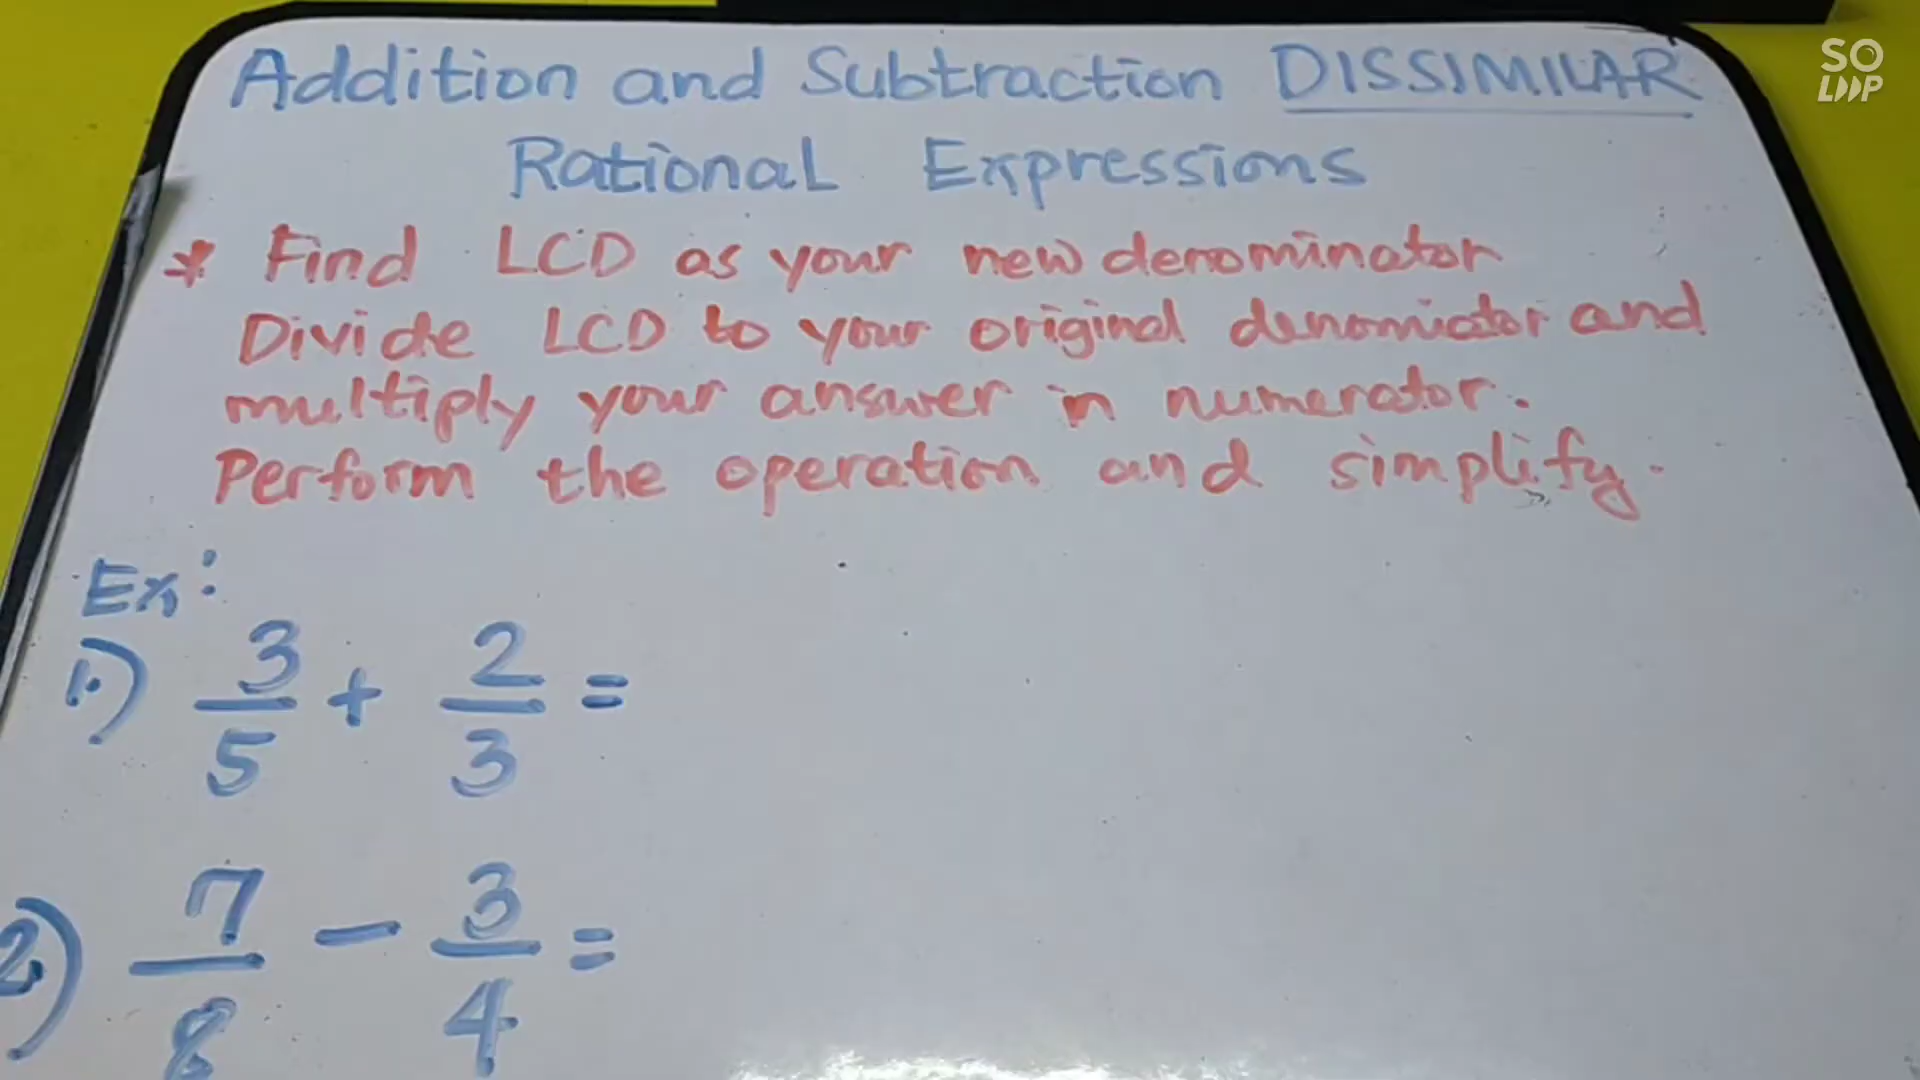 Addition and Subtraction DISSIMILAR
Rational Expressions
* Find LCD as your new denominator
Divide LCD to your original denomiator and
multiply your answer in numerator.
Perform the operation and simplify.
Ex:
1.) 3/5 + 2/3 =
2) 7/8 - 3/4 =
SO
LOOP